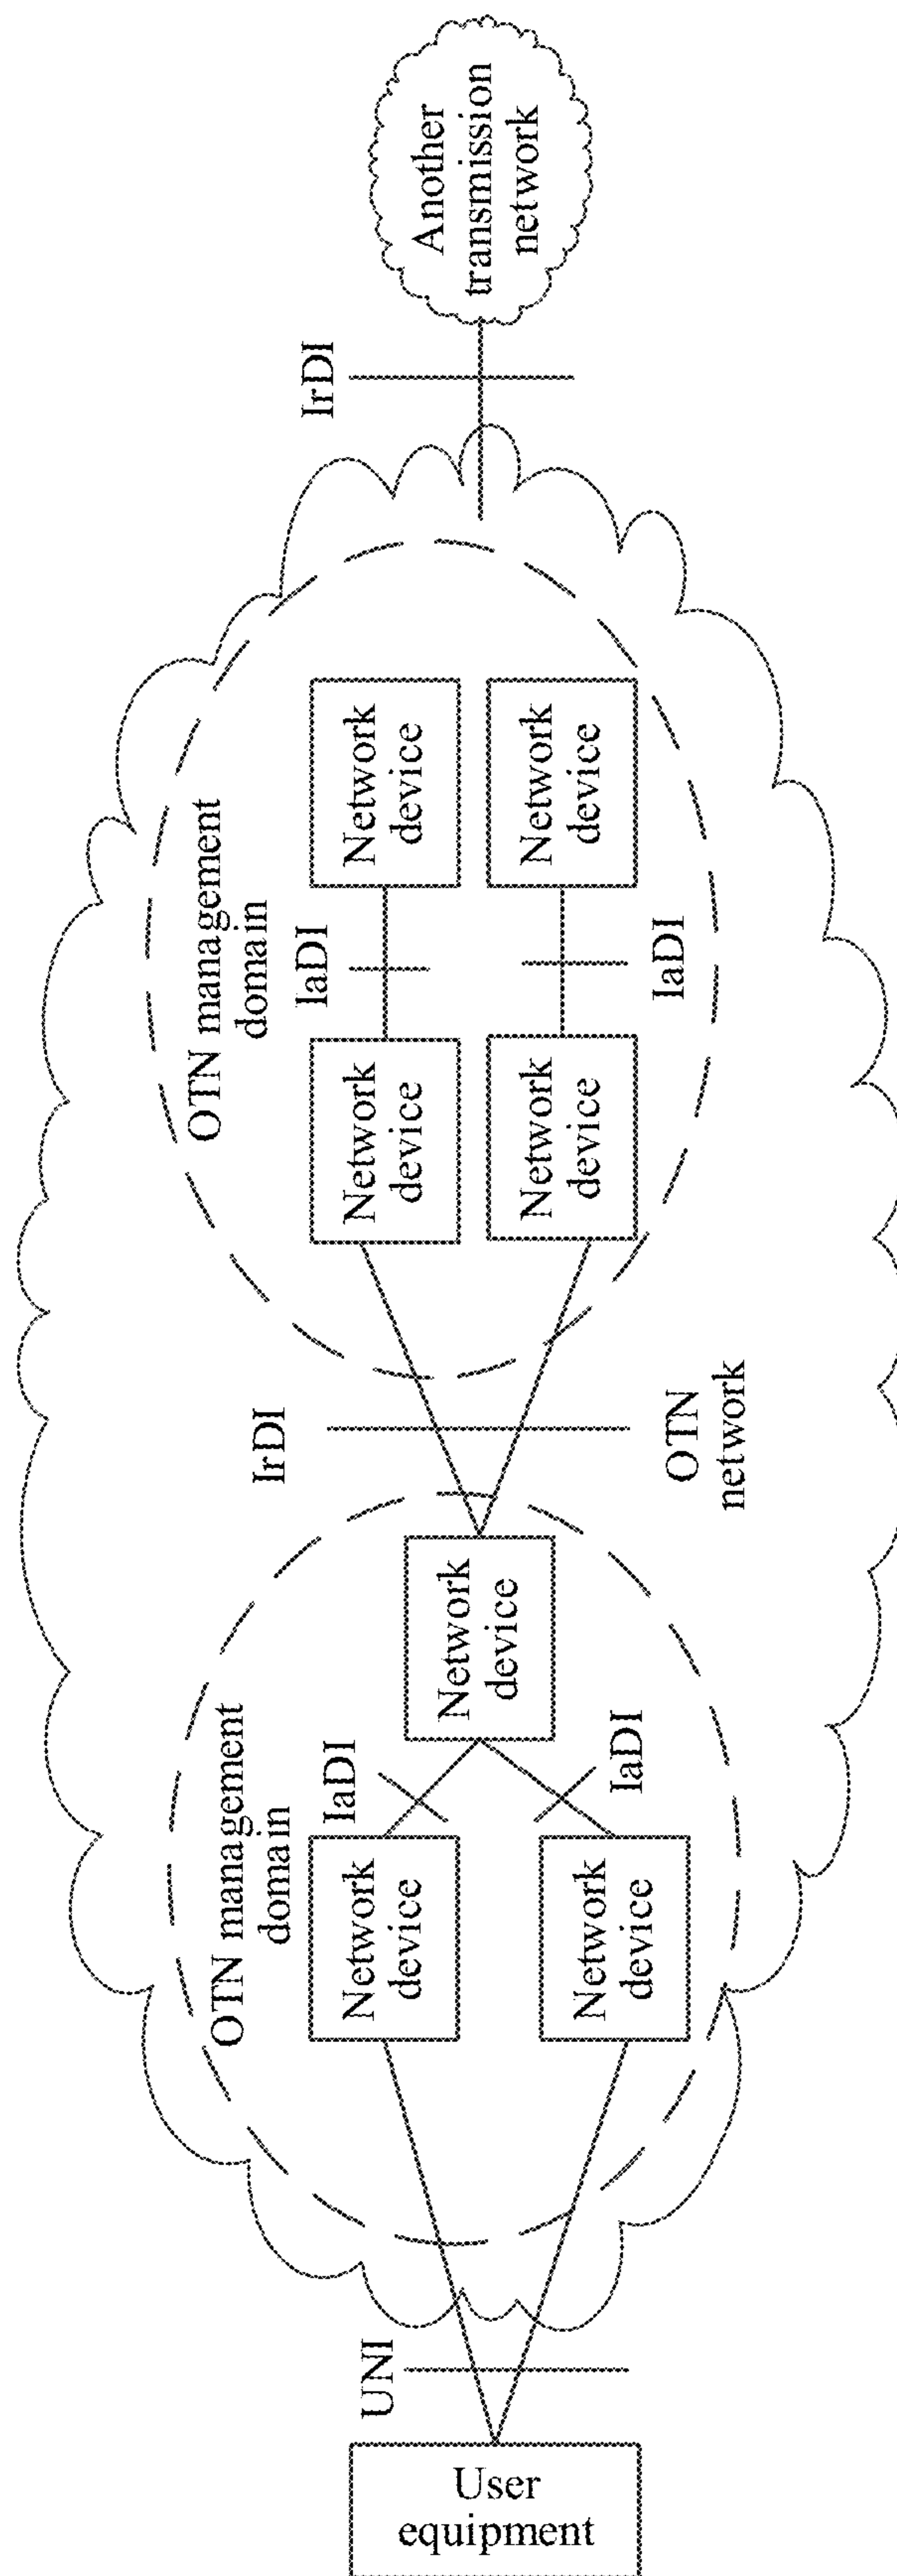 User
equipment
UNI
OTN management
domain
Network
device
IaDI
Network
device
IaDI
Network
device
IrDI
OTN
network
OTN management
domain
Network
device
IaDI
Network
device
Network
device
IaDI
Network
device
IrDI
Another
transmission
network